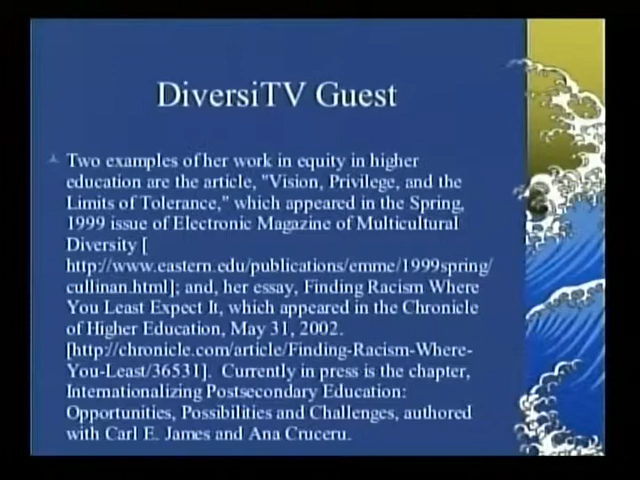 DiversiTV Guest
Two examples of her work in equity in higher
education are the article, "Vision, Privilege, and the
Limits of Tolerance," which appeared in the Spring,
1999 issue of Electronic Magazine of Multicultural
Diversity [
http://www.eastern.edu/publications/emme/1999spring/
cullinan.html]; and, her essay, Finding Racism Where
You Least Expect It, which appeared in the Chronicle
of Higher Education, May 31, 2002.
[http://chronicle.com/article/Finding-Racism-Where-
You-Least/36531].  Currently in press is the chapter,
Internationalizing Postsecondary Education:
Opportunities, Possibilities and Challenges, authored
with Carl E. James and Ana Cruceru.